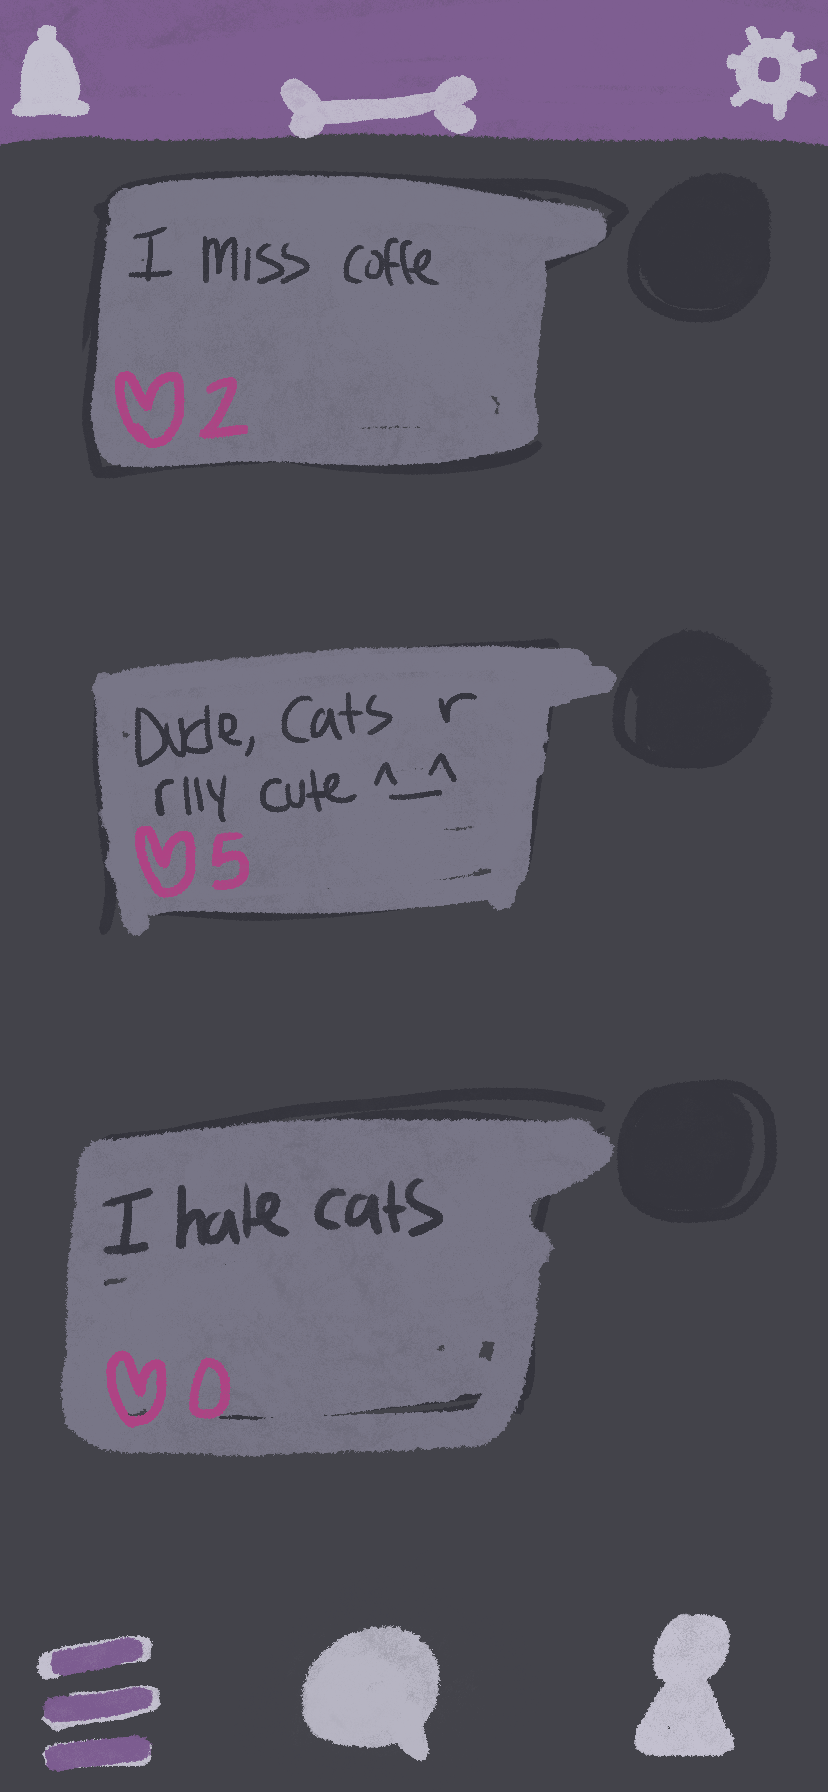 I miss coffe
2
Dude, Cats r
rlly cute ^_^
5
I hate cats
0